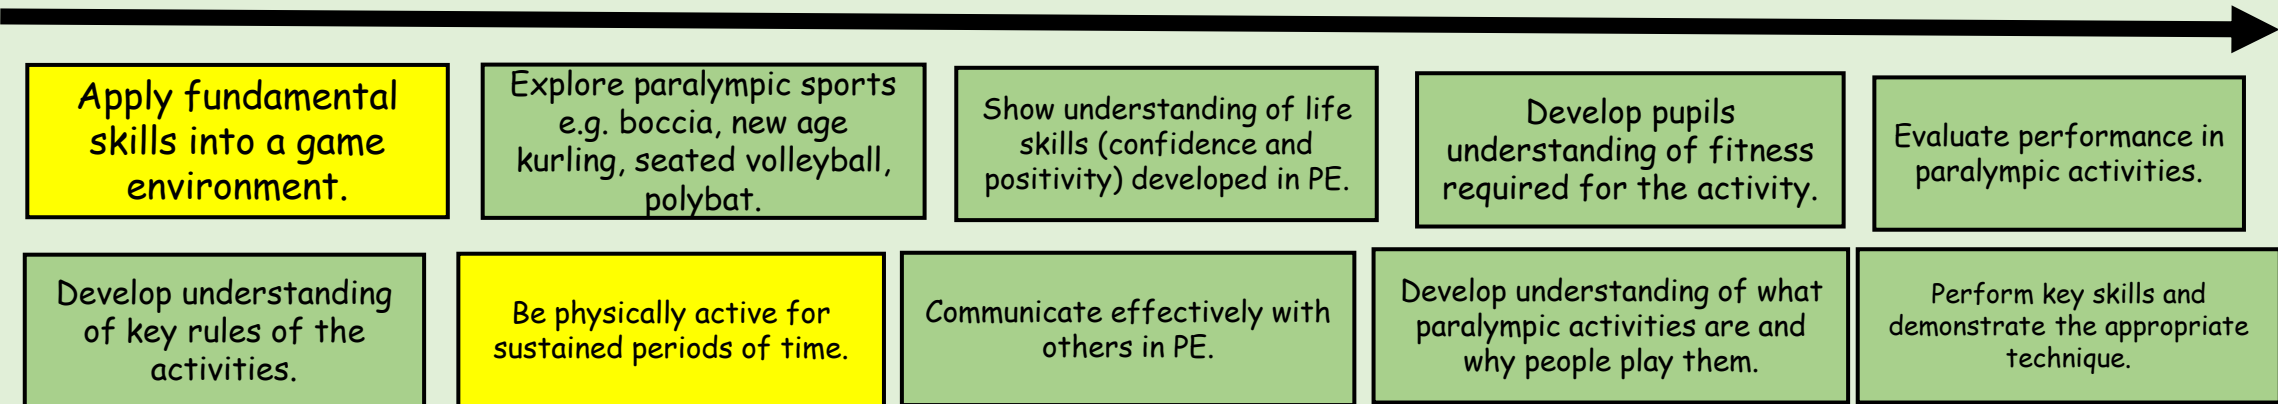 Apply fundamental
skills into a game
environment.
Explore paralympic sports
e.g. boccia, new age
kurling, seated volleyball,
polybat.
Show understanding of life
skills (confidence and
positivity) developed in PE.
Develop pupils
understanding of fitness
required for the activity.
Evaluate performance in
paralympic activities.
Develop understanding
of key rules of the
activities.
Be physically active for
sustained periods of time.
Communicate effectively with
others in PE.
Develop understanding of what
paralympic activities are and
why people play them.
Perform key skills and
demonstrate the appropriate
technique.